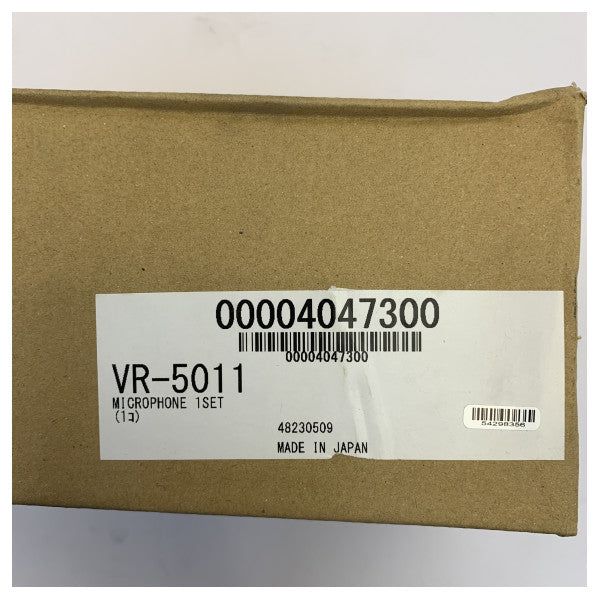 00004047300
00004047300
VR-5011
MICROPHONE 1SET
(1ｺ)
48230509
MADE IN JAPAN
54298356